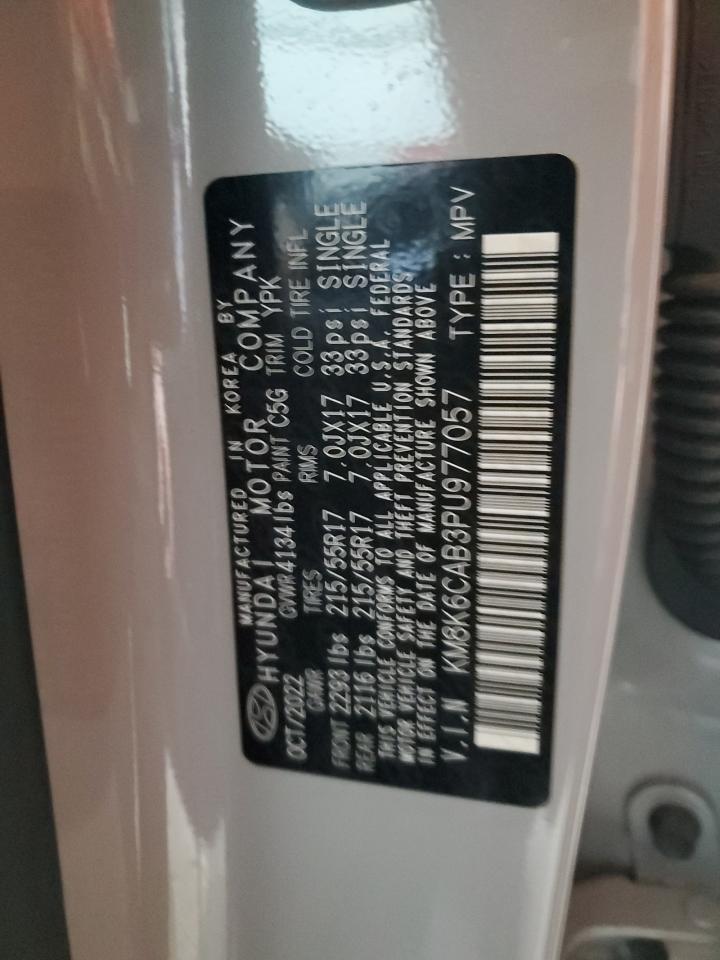 MANUFACTURED IN KOREA BY
HYUNDAI MOTOR COMPANY
OCT/2022 GVWR4134lbs PAINT C5G TRIM YPK
GAWR TIRES RIMS COLD TIRE INFL
FRONT 2293lbs 215/55R17 7.0JX17 33psi SINGLE
REAR 2116lbs 215/55R17 7.0JX17 33psi SINGLE
THIS VEHICLE CONFORMS TO ALL APPLICABLE U.S.A. FEDERAL
MOTOR VEHICLE SAFETY AND THEFT PREVENTION STANDARDS
IN EFFECT ON THE DATE OF MANUFACTURE SHOWN ABOVE
V.I.N KM8K6CAB3PU977057 TYPE : MPV